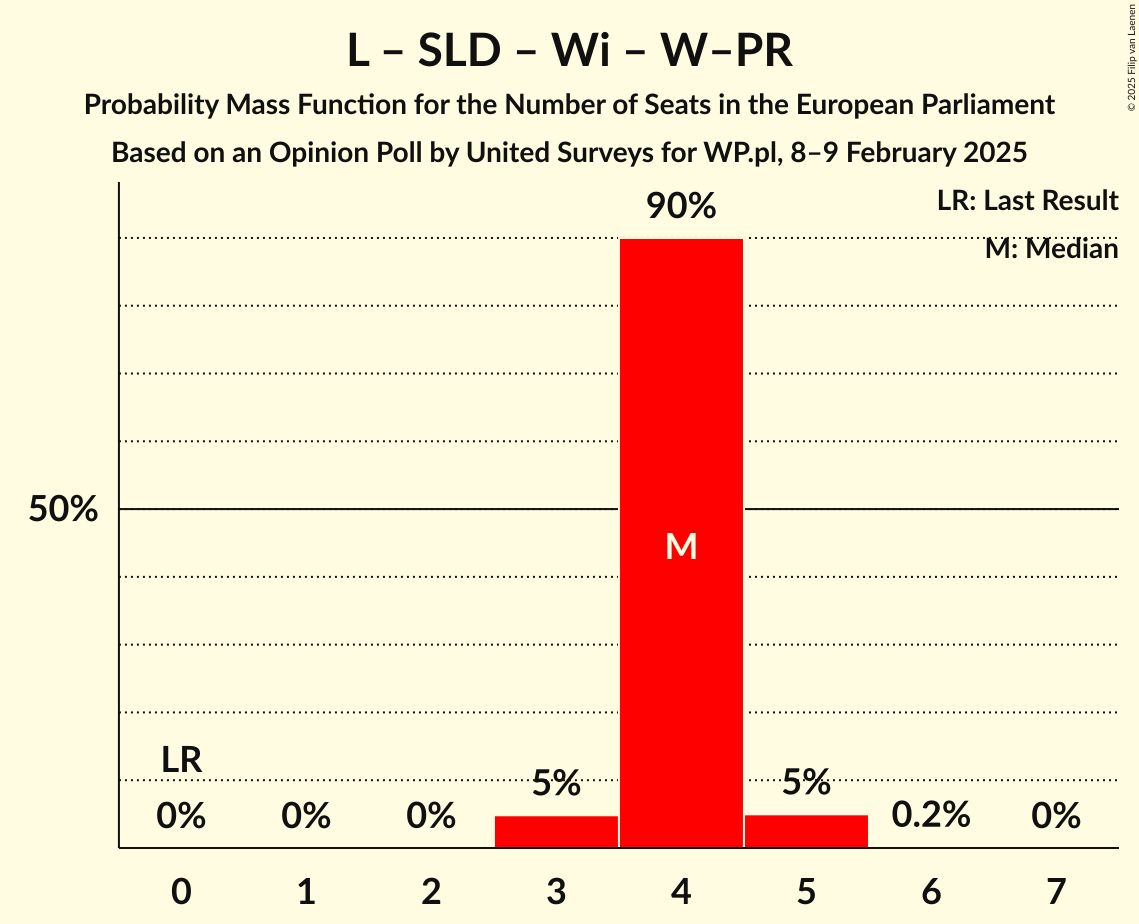 L – SLD – Wi – W–PR
Probability Mass Function for the Number of Seats in the European Parliament
Based on an Opinion Poll by United Surveys for WP.pl, 8–9 February 2025
© 2025 Filip van Laenen
LR: Last Result
M: Median
90%
50%
M
LR
0%
0%
0%
5%
5%
0.2%
0%
0 1 2 3 4 5 6 7